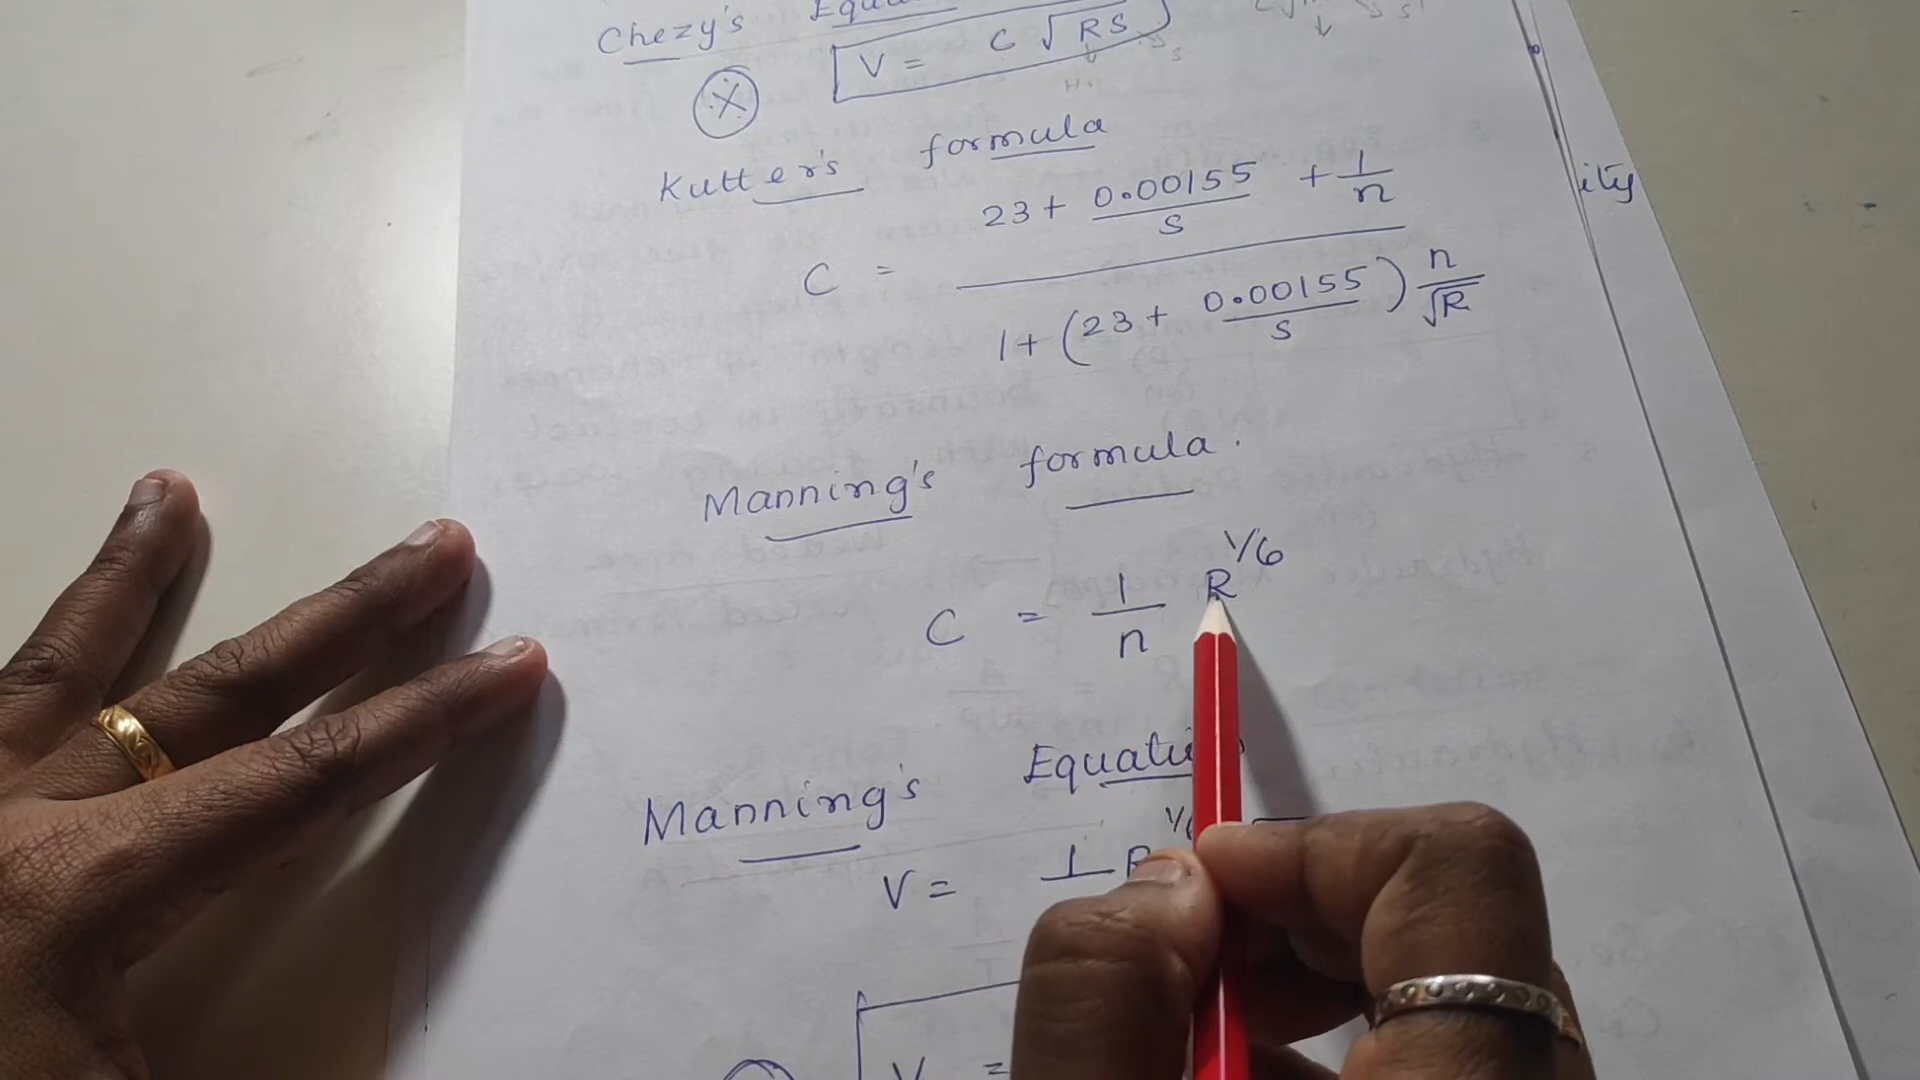 Chezy's
V = C √RS
Kutter's formula
C = 23 + 0.00155/S + 1/n
1 + (23 + 0.00155/S) n/√R
ity
Manning's formula.
C = 1/n R^1/6
Manning's
V = 1
V =